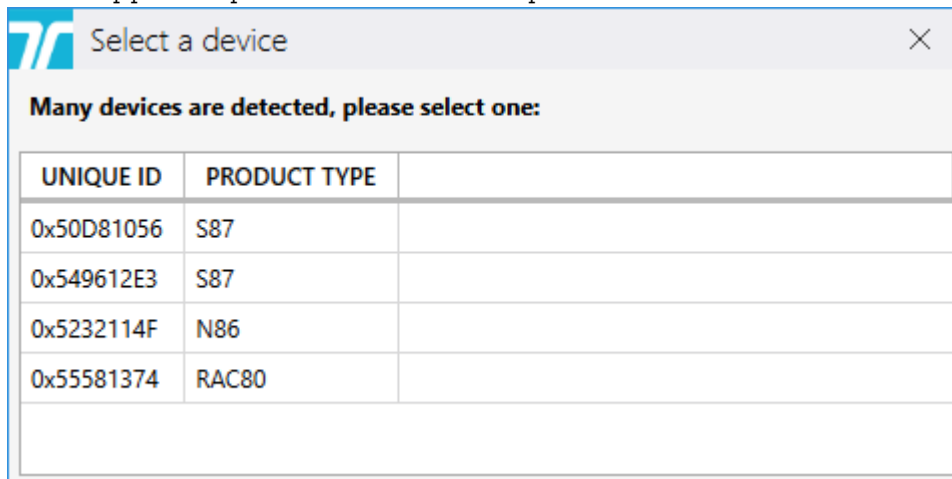 Select a device
Many devices are detected, please select one:
UNIQUE ID PRODUCT TYPE
0x50D81056 S87
0x549612E3 S87
0x5232114F N86
0x55581374 RAC80